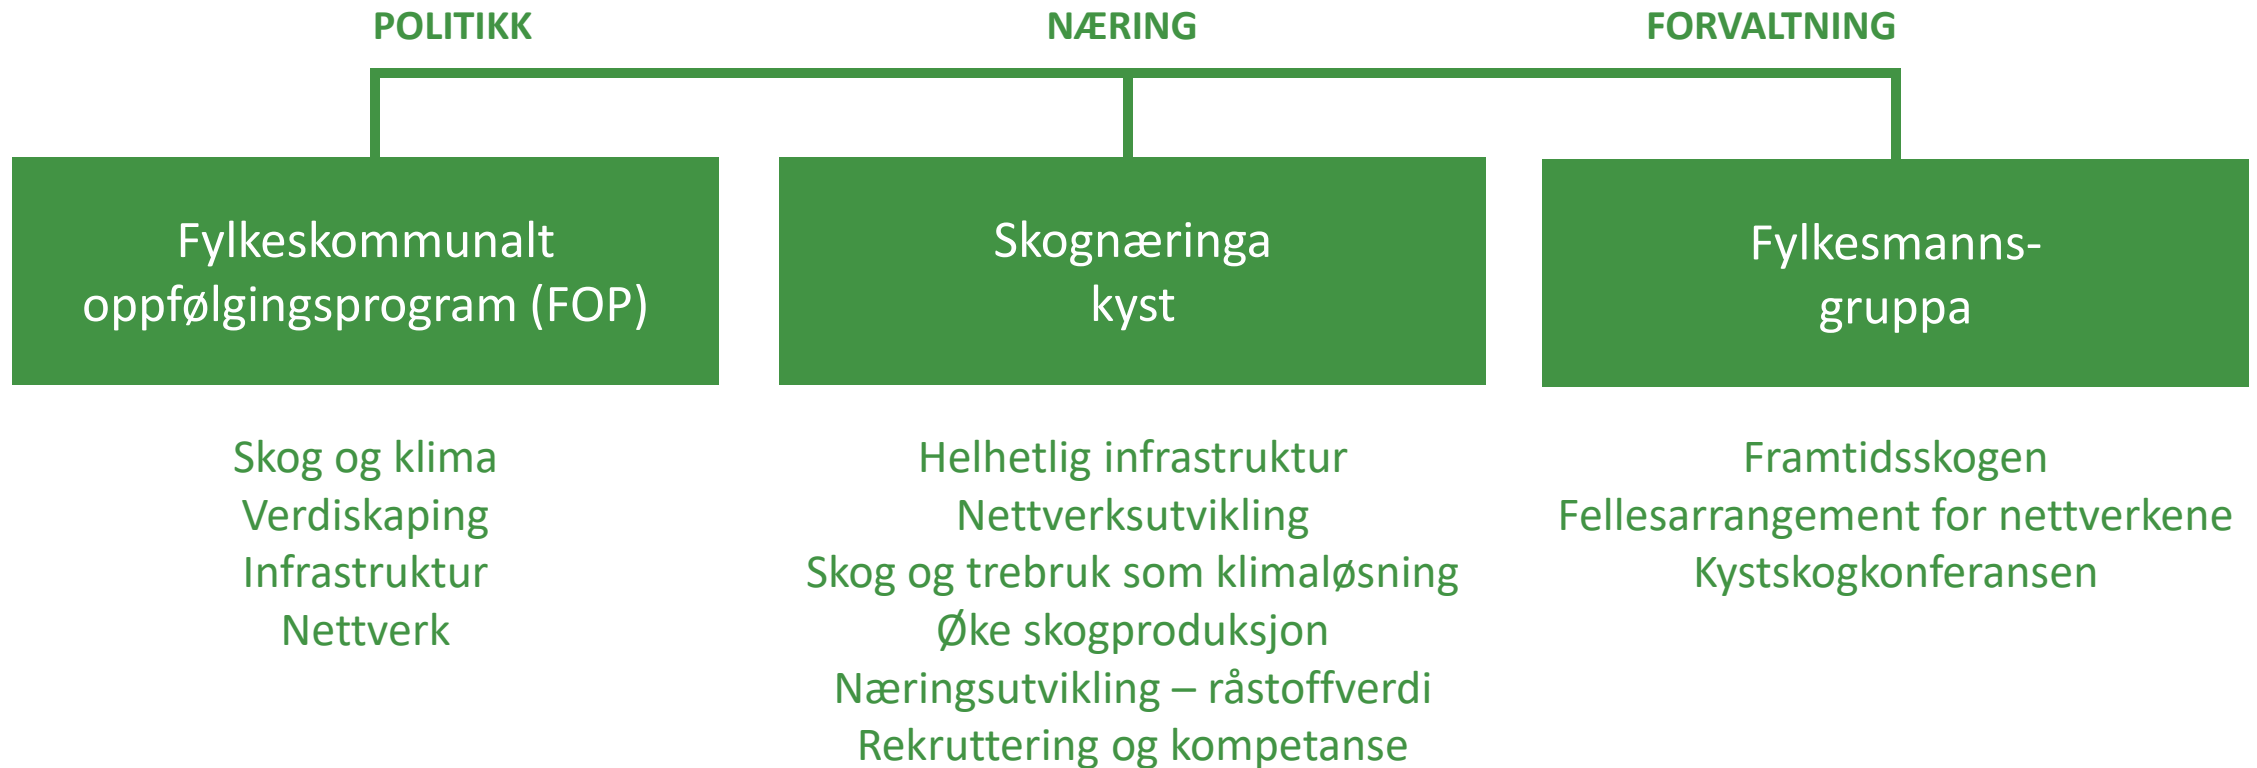 POLITIKK
NÆRING
FORVALTNING
Fylkeskommunalt
oppfølgingsprogram (FOP)
Skog og klima
Verdiskaping
Infrastruktur
Nettverk
Skognæringa
kyst
Helhetlig infrastruktur
Nettverksutvikling
Skog og trebruk som klimaløsning
Øke skogproduksjon
Næringsutvikling – råstoffverdi
Rekruttering og kompetanse
Fylkesmanns-
gruppa
Framtidsskogen
Fellesarrangement for nettverkene
Kystskogkonferansen